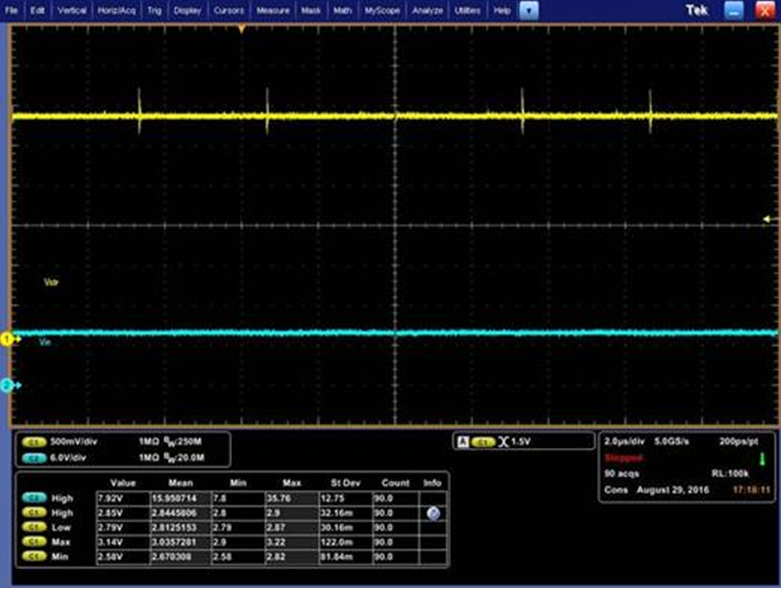 File Edit Vertical Horiz/Acq Trig Display Cursors Measure Mask Math MyScope Analyze Utilities Help Tek X
Vin
1
2
C1 500mV/div 1MΩ BW:250M
C2 6.0V/div 1MΩ BW:20.0M
A C1 1.5V
2.0µs/div 5.0GS/s 200ps/pt
Stopped
90 acqs RL:100k
Cons August 29, 2016 17:18:11
Value Mean Min Max St Dev Count Info
C2 High 7.92V 15.950714 7.8 35.76 12.75 90.0
C1 High 2.85V 2.8445806 2.8 2.9 32.16m 90.0
C1 Low 2.79V 2.8125153 2.79 2.87 30.16m 90.0
C1 Max 3.14V 3.0357281 2.9 3.22 122.0m 90.0
C1 Min 2.58V 2.670308 2.58 2.82 81.84m 90.0